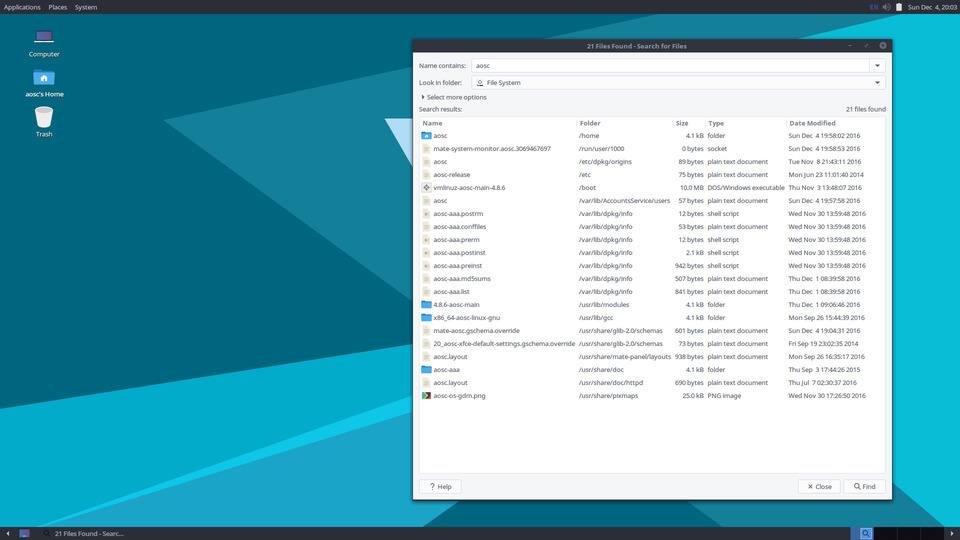 Applications Places System EN Sun Dec 4, 20:03
Computer
aosc's Home
Trash
21 Files Found - Search for Files
Name contains: aosc
Look in folder: File System
Select more options
Search results: 21 files found
Name Folder Size Type Date Modified
aosc /home 4.1 kB folder Sun Dec 4 19:58:02 2016
mate-system-monitor.aosc.3069467697 /run/user/1000 0 bytes socket Sun Dec 4 19:58:53 2016
aosc /etc/dpkg/origins 89 bytes plain text document Tue Nov 8 21:43:11 2016
aosc-release /etc 75 bytes plain text document Mon Jun 23 11:01:40 2014
vmlinuz-aosc-main-4.8.6 /boot 10.0 MB DOS/Windows executable Thu Nov 3 13:48:07 2016
aosc /var/lib/AccountsService/users 57 bytes plain text document Sun Dec 4 19:57:58 2016
aosc-aaa.postrm /var/lib/dpkg/info 12 bytes shell script Wed Nov 30 13:59:48 2016
aosc-aaa.conffiles /var/lib/dpkg/info 53 bytes plain text document Wed Nov 30 13:59:48 2016
aosc-aaa.prerm /var/lib/dpkg/info 12 bytes shell script Wed Nov 30 13:59:48 2016
aosc-aaa.postinst /var/lib/dpkg/info 2.1 kB shell script Wed Nov 30 13:59:48 2016
aosc-aaa.preinst /var/lib/dpkg/info 942 bytes shell script Wed Nov 30 13:59:48 2016
aosc-aaa.md5sums /var/lib/dpkg/info 507 bytes plain text document Thu Dec 1 08:39:58 2016
aosc-aaa.list /var/lib/dpkg/info 841 bytes plain text document Thu Dec 1 08:39:58 2016
4.8.6-aosc-main /usr/lib/modules 4.1 kB folder Thu Dec 1 09:06:46 2016
x86_64-aosc-linux-gnu /usr/lib/gcc 4.1 kB folder Mon Sep 26 15:44:39 2016
mate-aosc.gschema.override /usr/share/glib-2.0/schemas 601 bytes plain text document Sun Dec 4 19:04:31 2016
20_aosc-xfce-default-settings.gschema.override /usr/share/glib-2.0/schemas 73 bytes plain text document Fri Sep 19 23:02:35 2014
aosc.layout /usr/share/mate-panel/layouts 938 bytes plain text document Mon Sep 26 16:35:17 2016
aosc-aaa /usr/share/doc 4.1 kB folder Thu Sep 3 17:44:26 2015
aosc.layout /usr/share/doc/httpd 690 bytes plain text document Thu Jul 7 02:30:37 2016
aosc-os-gdm.png /usr/share/pixmaps 25.0 kB PNG image Wed Nov 30 17:26:50 2016
? Help Close Find
21 Files Found - Searc...